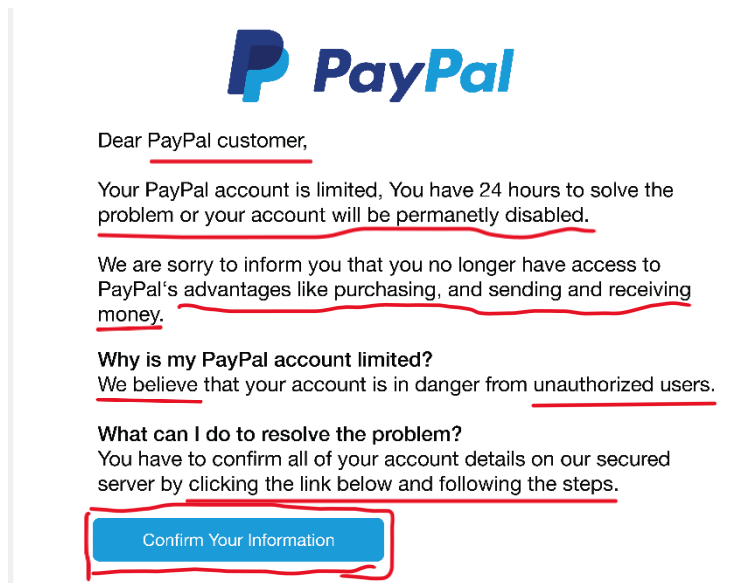 PayPal
Dear PayPal customer,
Your PayPal account is limited, You have 24 hours to solve the
problem or your account will be permanetly disabled.
We are sorry to inform you that you no longer have access to
PayPal‘s advantages like purchasing, and sending and receiving
money.
Why is my PayPal account limited?
We believe that your account is in danger from unauthorized users.
What can I do to resolve the problem?
You have to confirm all of your account details on our secured
server by clicking the link below and following the steps.
Confirm Your Information